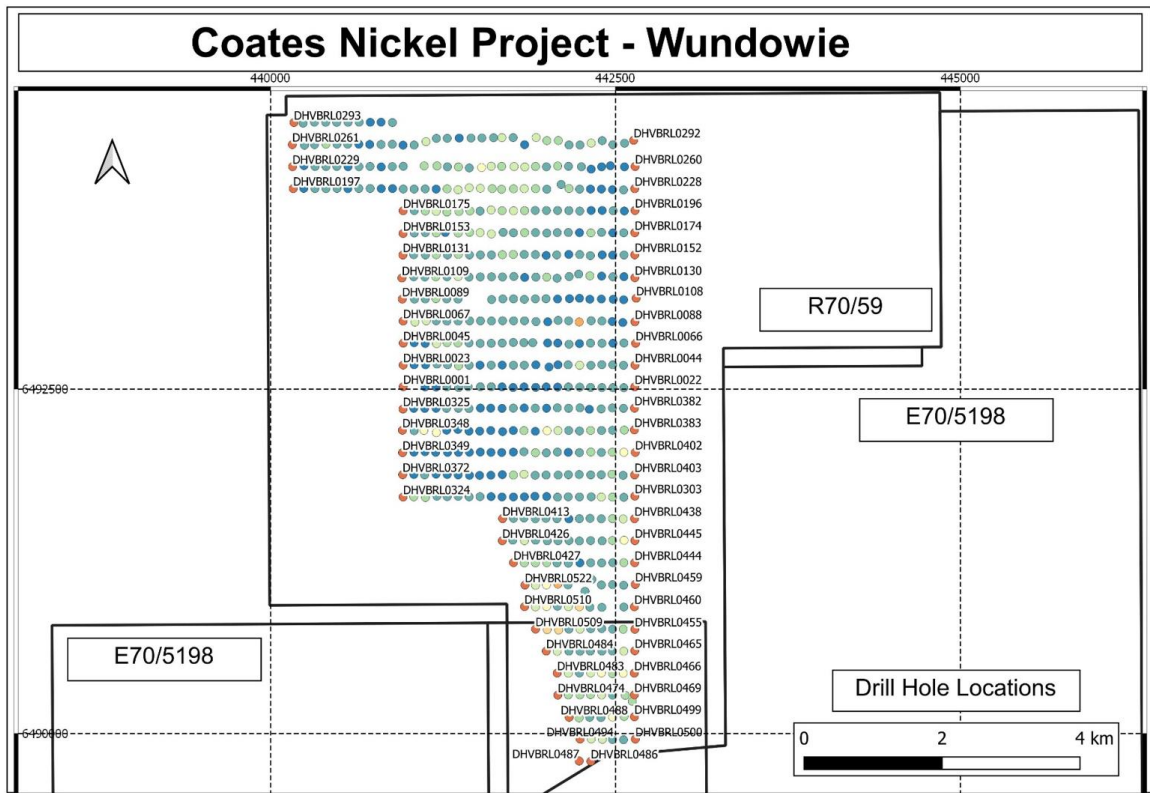 Coates Nickel Project - Wundowie
440000 442500 445000
DHVBRL0293
DHVBRL0261 DHVBRL0292
DHVBRL0229 DHVBRL0260
DHVBRL0197 DHVBRL0228
DHVBRL0175 DHVBRL0196
DHVBRL0153 DHVBRL0174
DHVBRL0131 DHVBRL0152
DHVBRL0109 DHVBRL0130
DHVBRL0089 DHVBRL0108
R70/59
DHVBRL0067 DHVBRL0088
DHVBRL0045 DHVBRL0066
DHVBRL0023 DHVBRL0044
6492500 DHVBRL0001 DHVBRL0022
DHVBRL0325 DHVBRL0382
E70/5198
DHVBRL0348 DHVBRL0383
DHVBRL0349 DHVBRL0402
DHVBRL0372 DHVBRL0403
DHVBRL0324 DHVBRL0303
DHVBRL0413 DHVBRL0438
DHVBRL0426 DHVBRL0445
DHVBRL0427 DHVBRL0444
DHVBRL0522 DHVBRL0459
DHVBRL0510 DHVBRL0460
DHVBRL0509 DHVBRL0455
DHVBRL0484 DHVBRL0465
E70/5198
DHVBRL0483 DHVBRL0466
DHVBRL0474 DHVBRL0469
Drill Hole Locations
DHVBRL0488 DHVBRL0499
6490000 DHVBRL0494 DHVBRL0500
0 2 4 km
DHVBRL0487 DHVBRL0486